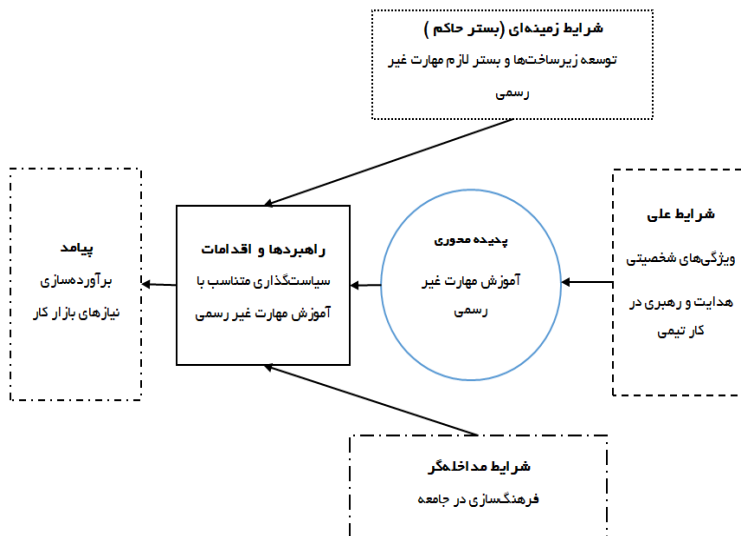 شرایط زمینه‌ای (بستر حاکم )
توسعه زیرساخت‌ها و بستر لازم مهارت غیر
رسمی
شرایط علی
ویژگی‌های شخصیتی
هدایت و رهبری در
کار تیمی
پدیده محوری
آموزش مهارت غیر
رسمی
راهبردها و اقدامات
سیاست‌گذاری متناسب با
آموزش مهارت غیر رسمی
پیامد
برآورده‌سازی
نیازهای بازار کار
شرایط مداخله‌گر
فرهنگ‌سازی در جامعه